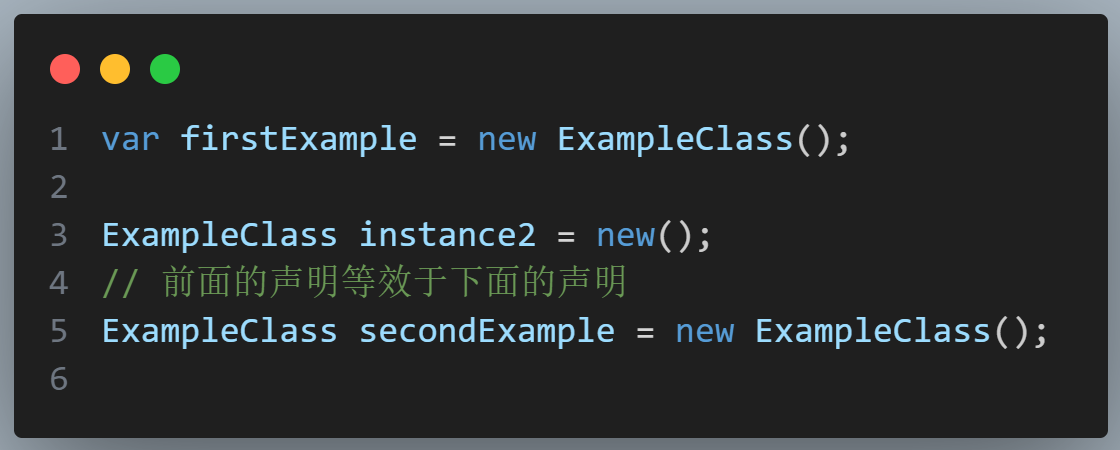 1 var firstExample = new ExampleClass();
2
3 ExampleClass instance2 = new();
4 // 前面的声明等效于下面的声明
5 ExampleClass secondExample = new ExampleClass();
6